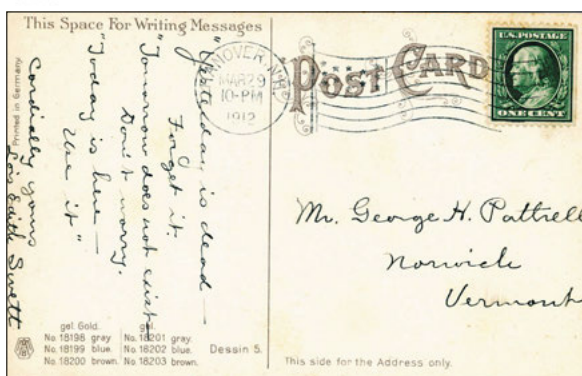 This Space For Writing Messages
"Yesterday is dead—
Forget it.
"Tomorrow does not exist
Don't worry.
"Today is here—
Use it"
Cordially yours
Edith
Printed in Germany.
gel. Gold.
No. 18198 gray
No. 18199 blue.
No. 18200 brown.
gel.
No. 18201 gray.
No. 18202 blue.
No. 18203 brown.
Dessin 5.
HANOVER, N.H.
MAR 29
10-PM
1912
POST CARD
U.S. POSTAGE
ONE CENT
Mr. George H. Pattrell
Norwich
Vermont
This side for the Address only.